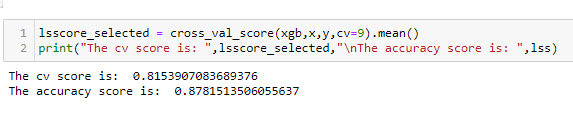 1 lsscore_selected = cross_val_score(xgb,x,y,cv=9).mean()
2 print("The cv score is: ",lsscore_selected,"\nThe accuracy score is: ",lss)
The cv score is:  0.8153907083689376
The accuracy score is:  0.8781513506055637